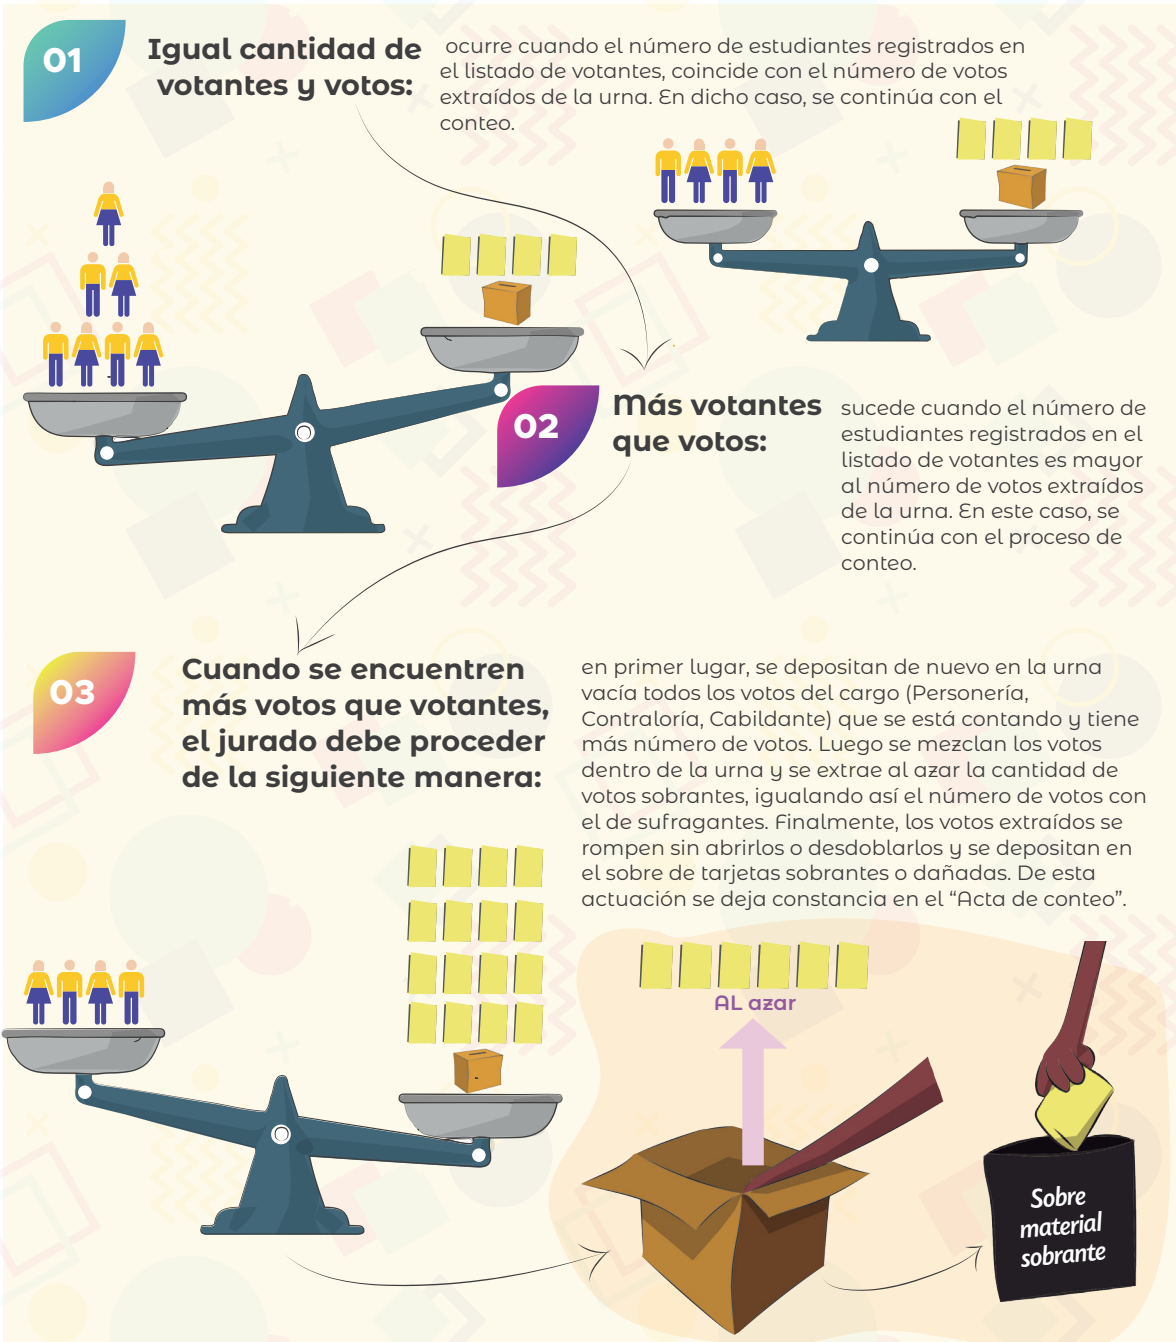 01
Igual cantidad de
votantes y votos:
ocurre cuando el número de estudiantes registrados en
el listado de votantes, coincide con el número de votos
extraídos de la urna. En dicho caso, se continúa con el
conteo.
02
Más votantes
que votos:
sucede cuando el número de
estudiantes registrados en el
listado de votantes es mayor
al número de votos extraídos
de la urna. En este caso, se
continúa con el proceso de
conteo.
03
Cuando se encuentren
más votos que votantes,
el jurado debe proceder
de la siguiente manera:
en primer lugar, se depositan de nuevo en la urna
vacía todos los votos del cargo (Personería,
Contraloría, Cabildante) que se está contando y tiene
más número de votos. Luego se mezclan los votos
dentro de la urna y se extrae al azar la cantidad de
votos sobrantes, igualando así el número de votos con
el de sufragantes. Finalmente, los votos extraídos se
rompen sin abrirlos o desdoblarlos y se depositan en
el sobre de tarjetas sobrantes o dañadas. De esta
actuación se deja constancia en el “Acta de conteo”.
AL azar
Sobre
material
sobrante